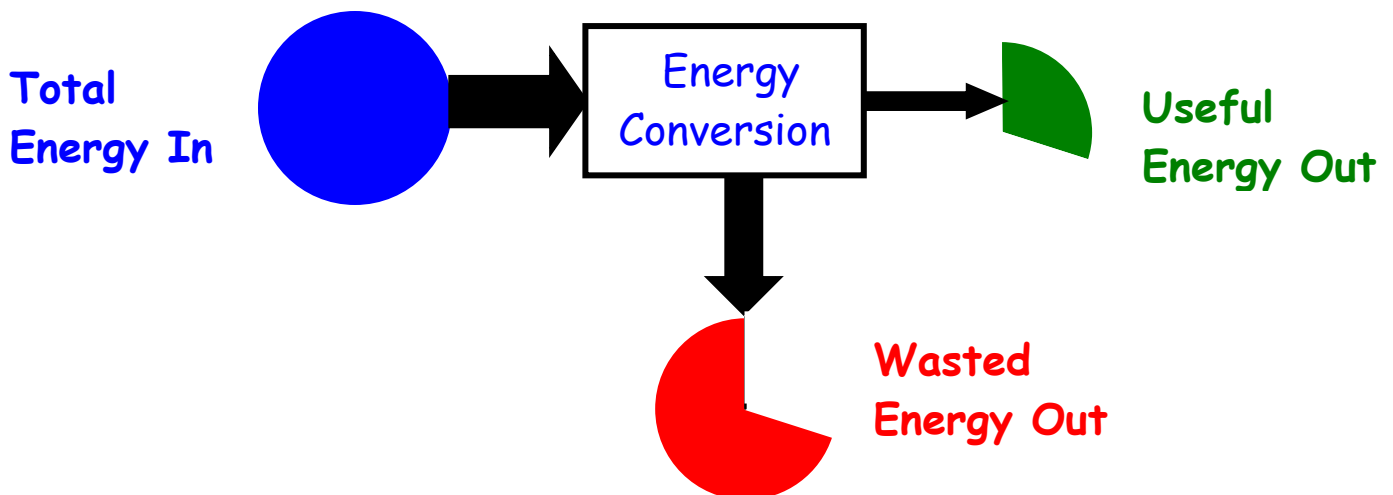 Total
Energy In
Energy
Conversion
Useful
Energy Out
Wasted
Energy Out